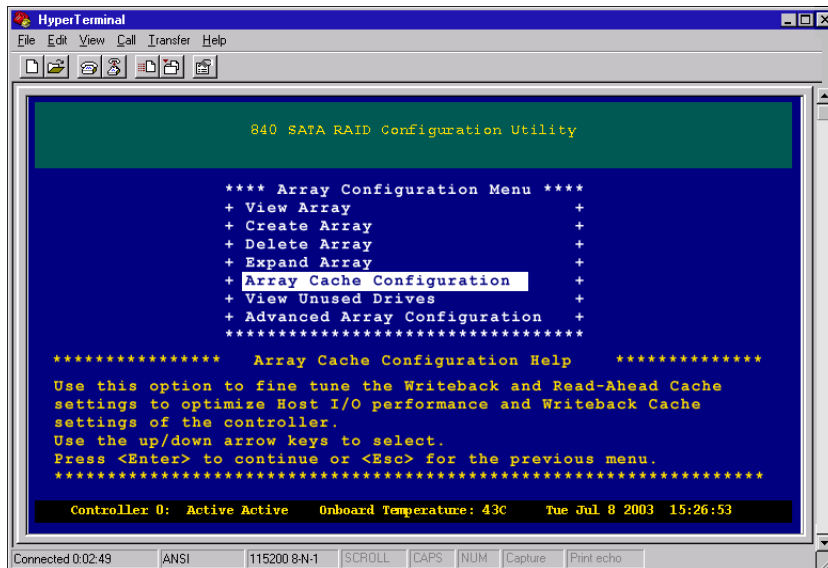 HyperTerminal
File Edit View Call Transfer Help
840 SATA RAID Configuration Utility
**** Array Configuration Menu ****
+ View Array +
+ Create Array +
+ Delete Array +
+ Expand Array +
+ Array Cache Configuration +
+ View Unused Drives +
+ Advanced Array Configuration +
**********************************
**************** Array Cache Configuration Help **************
Use this option to fine tune the Writeback and Read-Ahead Cache
settings to optimize Host I/O performance and Writeback Cache
settings of the controller.
Use the up/down arrow keys to select.
Press <Enter> to continue or <Esc> for the previous menu.
********************************************************************
Controller 0: Active Active Onboard Temperature: 43C Tue Jul 8 2003 15:26:53
Connected 0:02:49 ANSI 115200 8-N-1 SCROLL CAPS NUM Capture Print echo